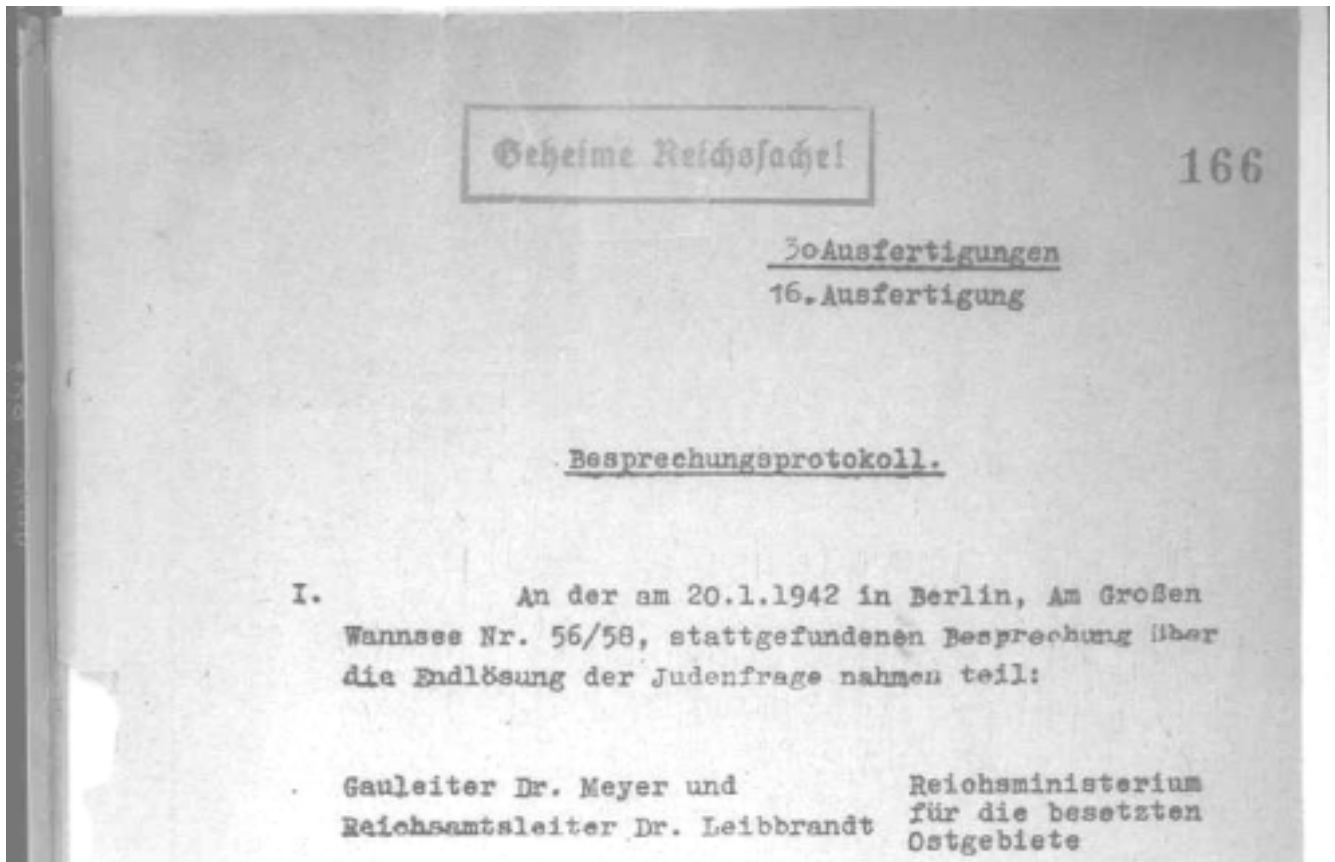 Geheime Reichssache!
166
30 Ausfertigungen
16. Ausfertigung
Besprechungsprotokoll.
I. An der am 20.1.1942 in Berlin, Am Großen
Wannsee Nr. 56/58, stattgefundenen Besprechung über
die Endlösung der Judenfrage nahmen teil:
Gauleiter Dr. Meyer und
Reichsamtsleiter Dr. Leibbrandt
Reichsministerium
für die besetzten
Ostgebiete